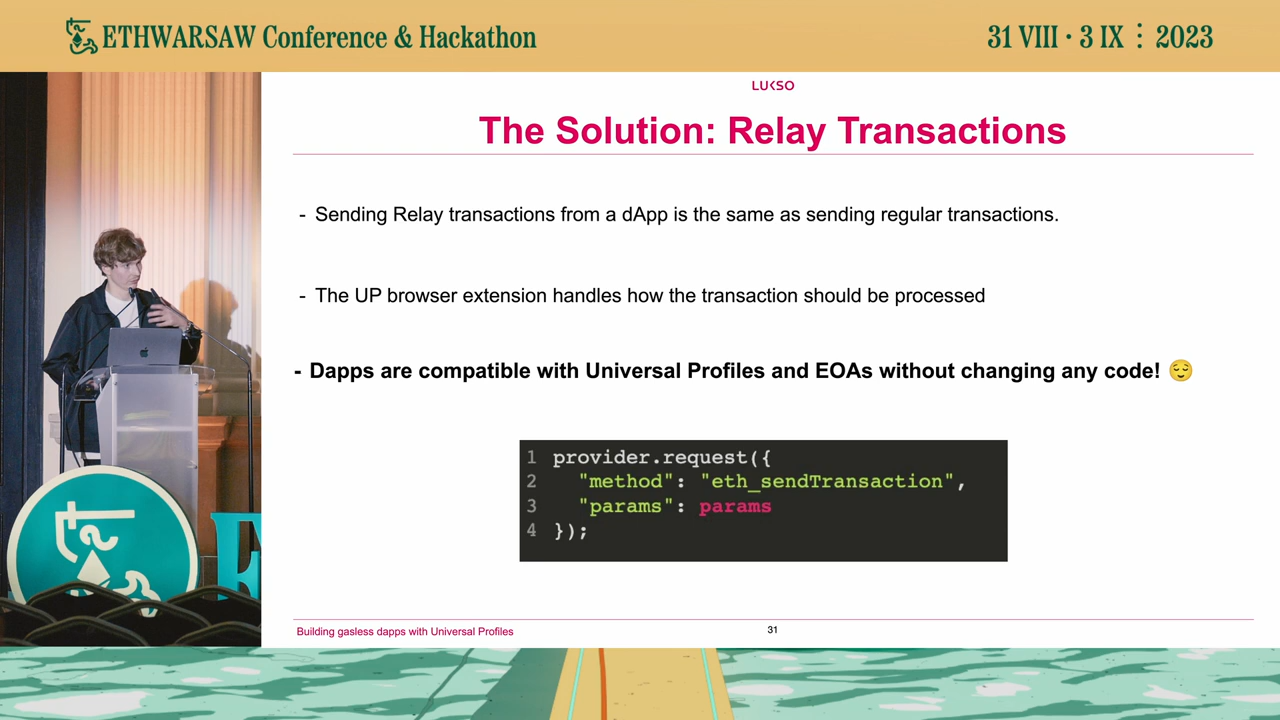 ETHWARSAW Conference & Hackathon
31 VIII · 3 IX ⋮ 2023
LUKSO
The Solution: Relay Transactions
- Sending Relay transactions from a dApp is the same as sending regular transactions.
- The UP browser extension handles how the transaction should be processed
- Dapps are compatible with Universal Profiles and EOAs without changing any code! 😌
1 provider.request({
2 "method": "eth_sendTransaction",
3 "params": params
4 });
Building gasless dapps with Universal Profiles
31
E